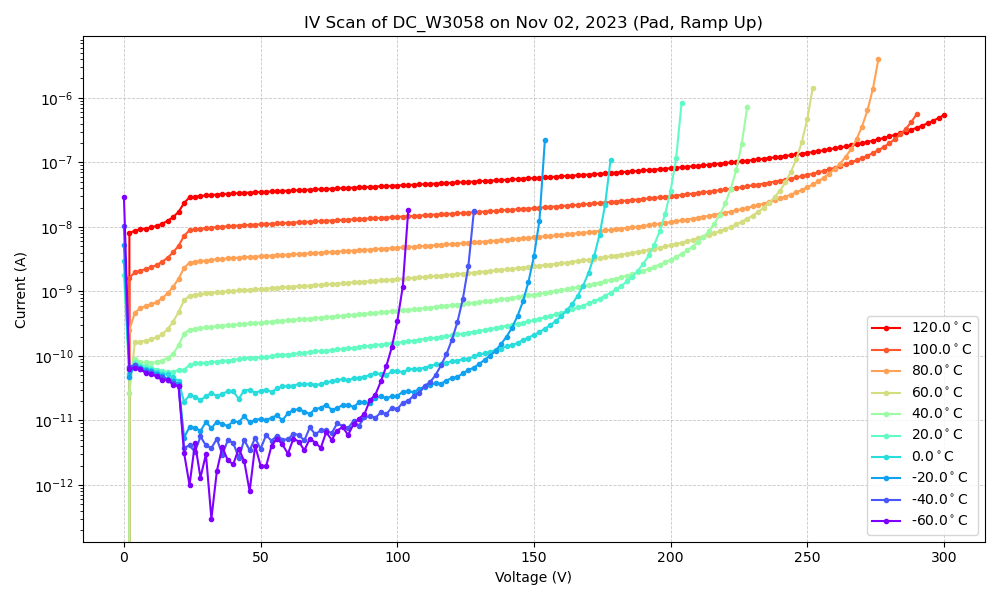 IV Scan of DC_W3058 on Nov 02, 2023 (Pad, Ramp Up)
Current (A)
10⁻⁶
10⁻⁷
10⁻⁸
10⁻⁹
10⁻¹⁰
10⁻¹¹
10⁻¹²
120.0°C
100.0°C
80.0°C
60.0°C
40.0°C
20.0°C
0.0°C
-20.0°C
-40.0°C
-60.0°C
0 50 100 150 200 250 300
Voltage (V)